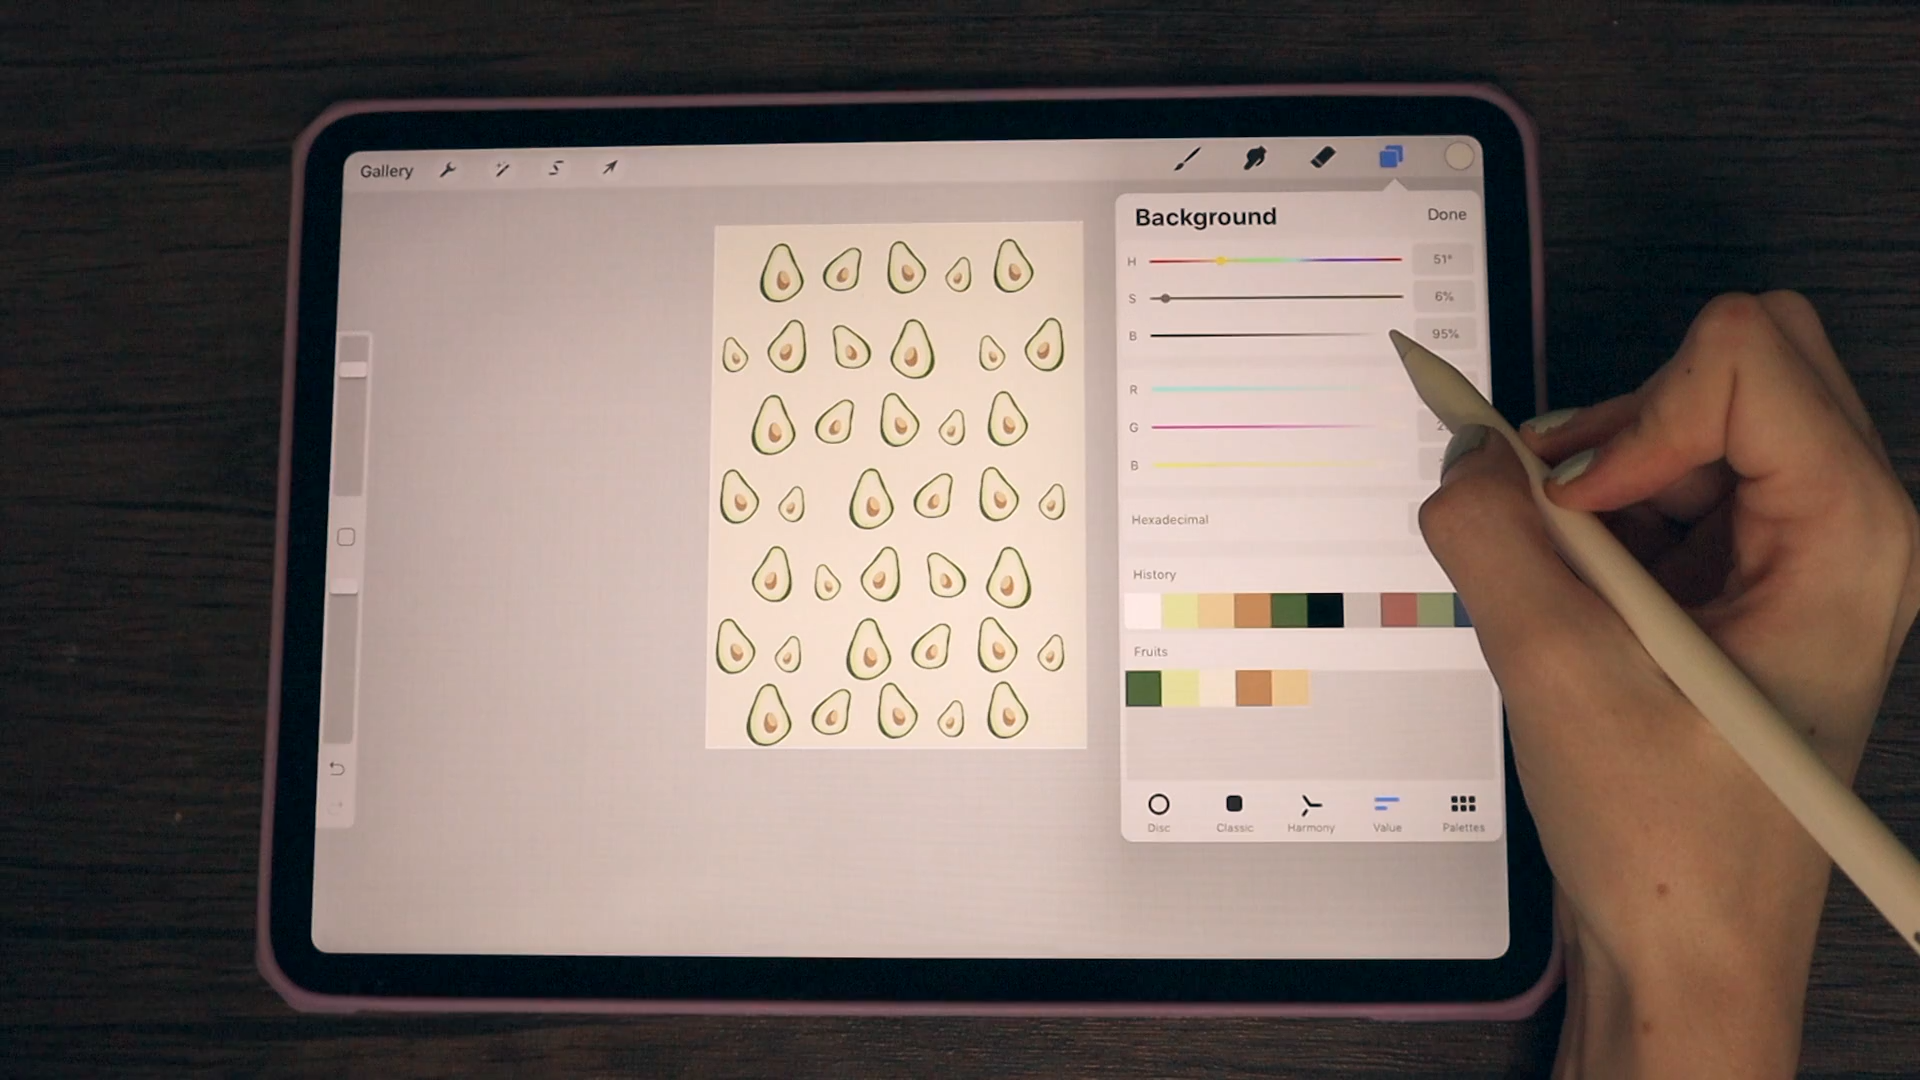 Gallery
Background
Done
H 51°
S 6%
B 95%
R
G
B
Hexadecimal
History
Fruits
Disc Classic Harmony Value Palettes